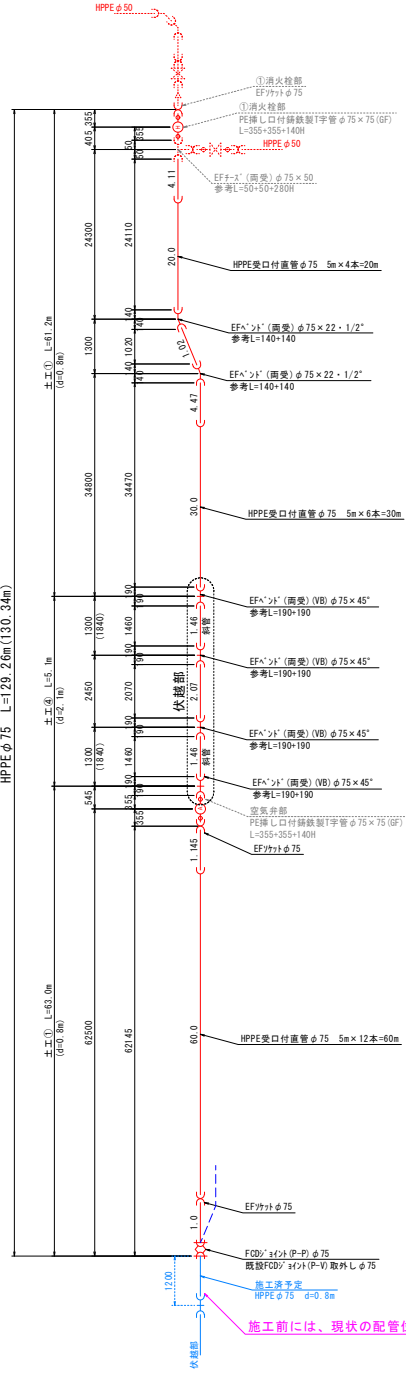 HPPEφ50
①消火栓部
EFソケットφ75
①消火栓部
PE挿し口付鋳鉄製T字管φ75×75(GF)
L=355+355+140H
HPPEφ50
EFチーズ(両受)φ75×50
参考L=50+50+280H
355
405
355
50
50
4.11
24300
24110
20.0
HPPE受口付直管φ75 5m×4本=20m
土工① L=61.2m
(d=0.8m)
140
140
EFベンド(両受)φ75×22・1/2°
参考L=140+140
1300
1020
1.02
140
140
EFベンド(両受)φ75×22・1/2°
参考L=140+140
4.47
34800
34470
30.0
HPPE受口付直管φ75 5m×6本=30m
HPPEφ75 L=129.26m(130.34m)
190
190
EFベンド(両受)(VB)φ75×45°
参考L=190+190
1300
(1840)
1460
1.46
斜管
190
190
EFベンド(両受)(VB)φ75×45°
参考L=190+190
土工④ L=5.1m
(d=2.1m)
2450
2070
2.07
伏越部
190
190
EFベンド(両受)(VB)φ75×45°
参考L=190+190
1300
(1840)
1460
1.46
斜管
190
190
EFベンド(両受)(VB)φ75×45°
参考L=190+190
545
355
355
空気弁部
PE挿し口付鋳鉄製T字管φ75×75(GF)
L=355+355+140H
EFソケットφ75
1.145
土工① L=63.0m
(d=0.8m)
62500
62145
60.0
HPPE受口付直管φ75 5m×12本=60m
EFソケットφ75
1.0
FCDジョイント(P-P)φ75
既設FCDジョイント(P-V)取外しφ75
1200
施工済予定
HPPEφ75 d=0.8m
施工前には、現状の配管
伏越部